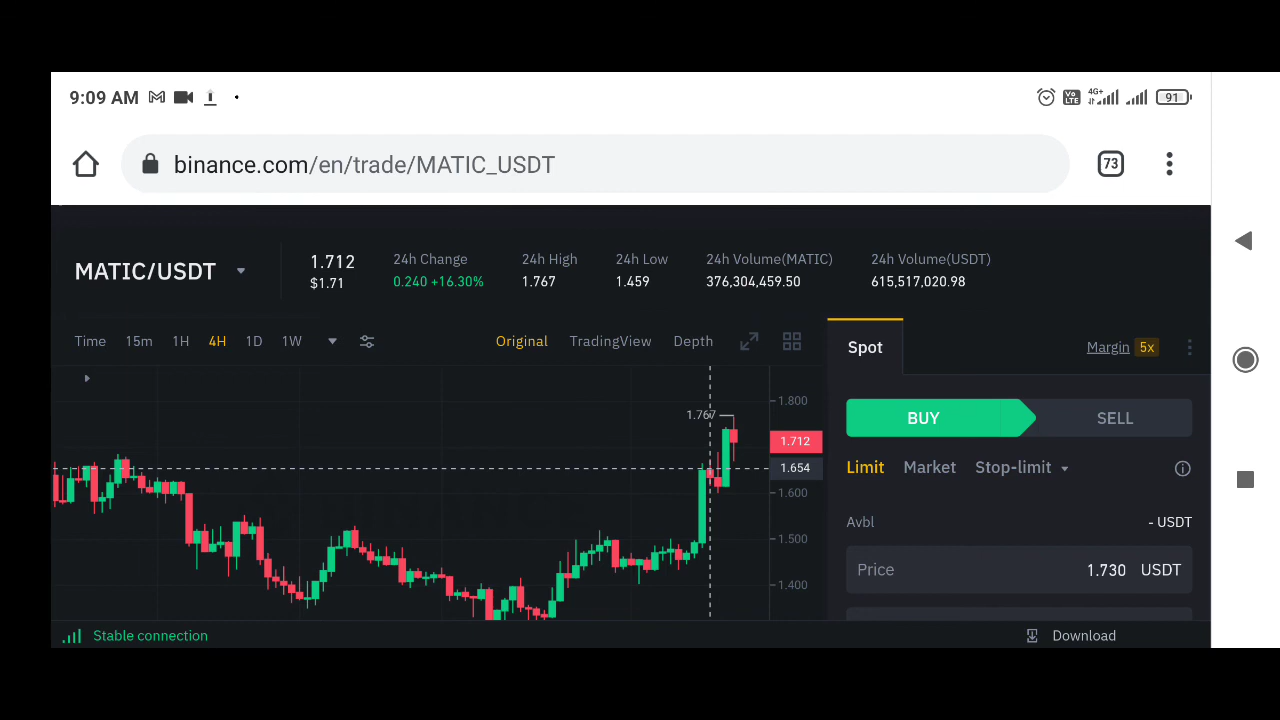 9:09 AM
Vo LTE 4G+ 91
binance.com/en/trade/MATIC_USDT
73
MATIC/USDT
1.712
$1.71
24h Change
0.240 +16.30%
24h High
1.767
24h Low
1.459
24h Volume(MATIC)
376,304,459.50
24h Volume(USDT)
615,517,020.98
Time 15m 1H 4H 1D 1W
Original TradingView Depth
1.767
1.800
1.712
1.654
1.600
1.500
1.400
Spot
Margin 5x
BUY SELL
Limit Market Stop-limit
Avbl - USDT
Price 1.730 USDT
Stable connection
Download